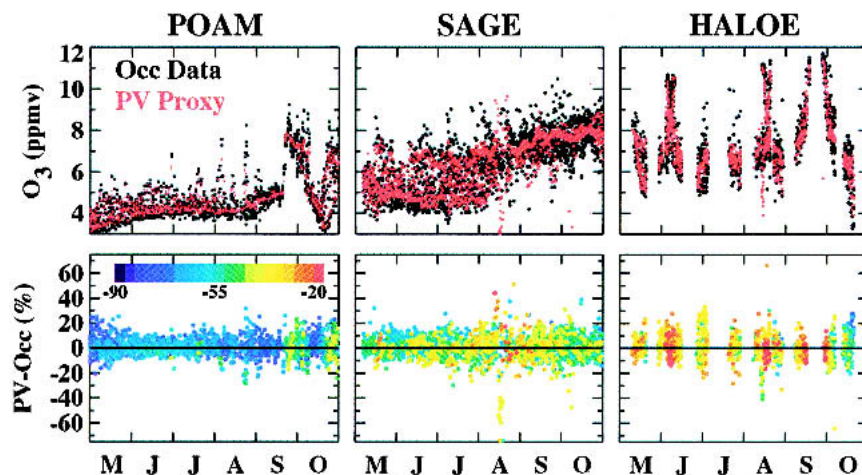 POAM SAGE HALOE
12
10
8
6
4
O3 (ppmv)
Occ Data
PV Proxy
60
40
20
0
-20
-40
-60
PV-Occ (%)
-90 -55 -20
M J J A S O M J J A S O M J J A S O